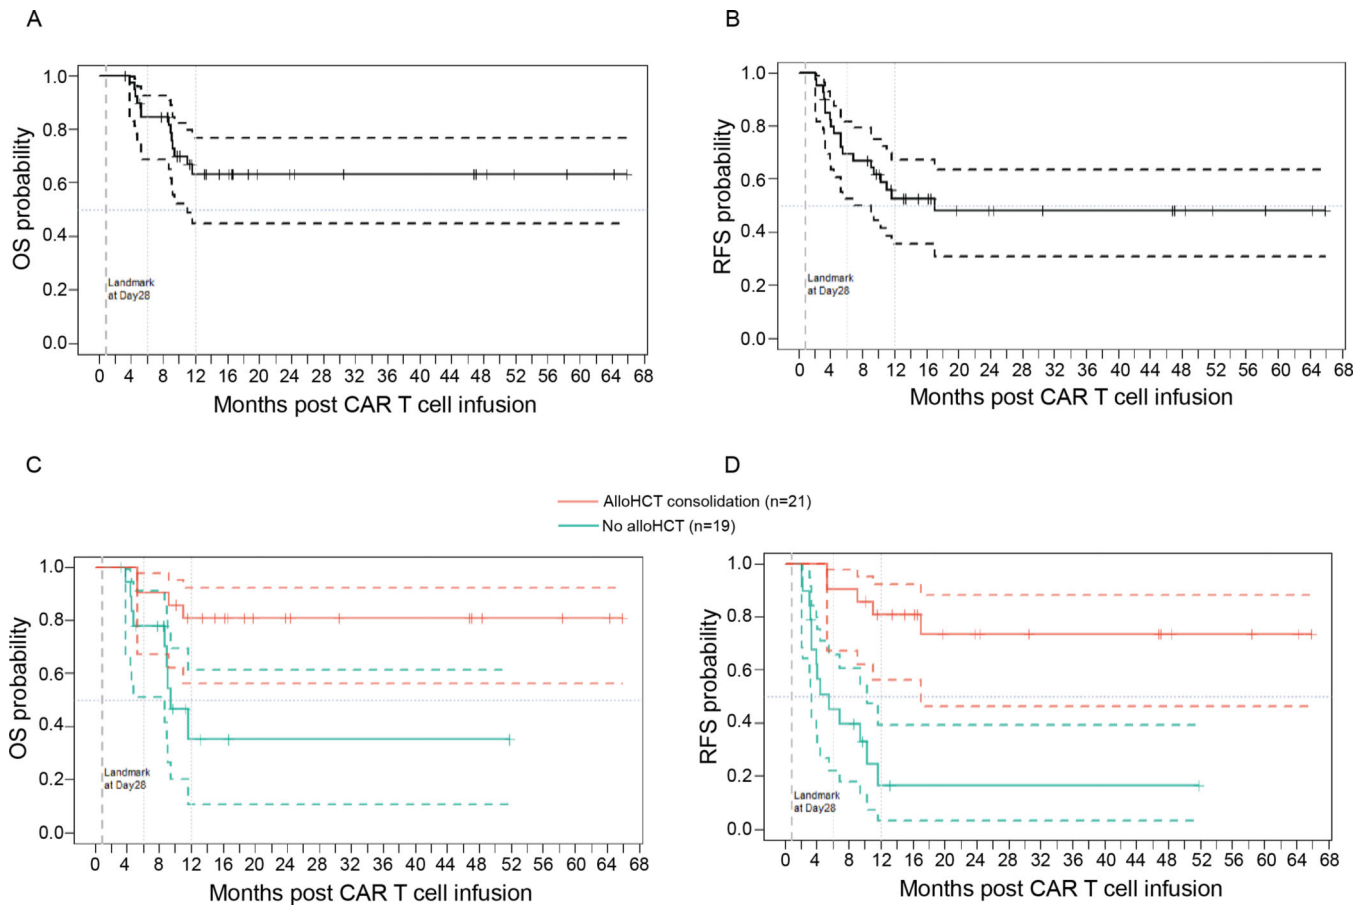 A
B
1.0
0.8
0.6
0.4
0.2
0.0
OS probability
Landmark
at Day28
0 4 8 12 16 20 24 28 32 36 40 44 48 52 56 60 64 68
Months post CAR T cell infusion
1.0
0.8
0.6
0.4
0.2
0.0
RFS probability
Landmark
at Day28
0 4 8 12 16 20 24 28 32 36 40 44 48 52 56 60 64 68
Months post CAR T cell infusion
C
D
AlloHCT consolidation (n=21)
No alloHCT (n=19)
1.0
0.8
0.6
0.4
0.2
0.0
OS probability
Landmark
at Day28
0 4 8 12 16 20 24 28 32 36 40 44 48 52 56 60 64 68
Months post CAR T cell infusion
1.0
0.8
0.6
0.4
0.2
0.0
RFS probability
Landmark
at Day28
0 4 8 12 16 20 24 28 32 36 40 44 48 52 56 60 64 68
Months post CAR T cell infusion